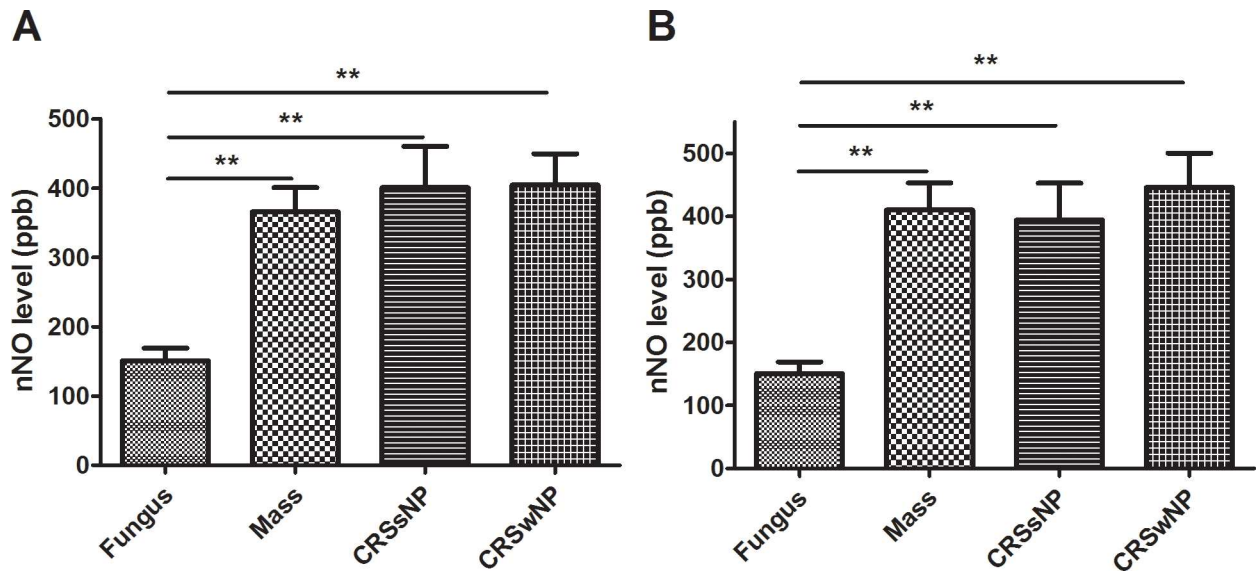 A
**
**
**
nNO level (ppb)
500
400
300
200
100
0
Fungus
Mass
CRSsNP
CRSwNP
B
**
**
**
nNO level (ppb)
500
400
300
200
100
0
Fungus
Mass
CRSsNP
CRSwNP